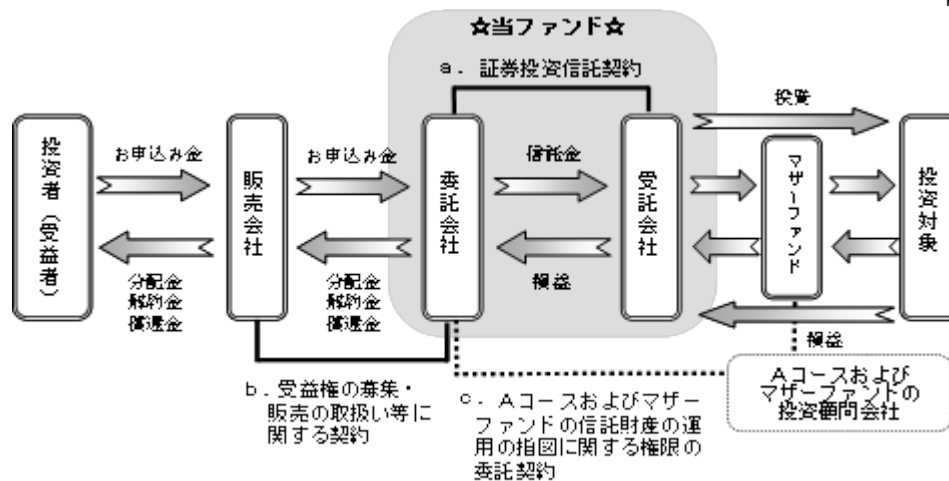 ☆当ファンド☆
a．証券投資信託契約
投資者（受益者）
お申込み金
分配金
解約金
償還金
販売会社
お申込み金
分配金
解約金
償還金
委託会社
信託金
損益
受託会社
投資
マザーファンド
損益
投資対象
b．受益権の募集・
販売の取扱い等に
関する契約
c．Aコースおよびマザー
ファンドの信託財産の運
用の指図に関する権限の
委託契約
Aコースおよび
マザーファンドの
投資顧問会社